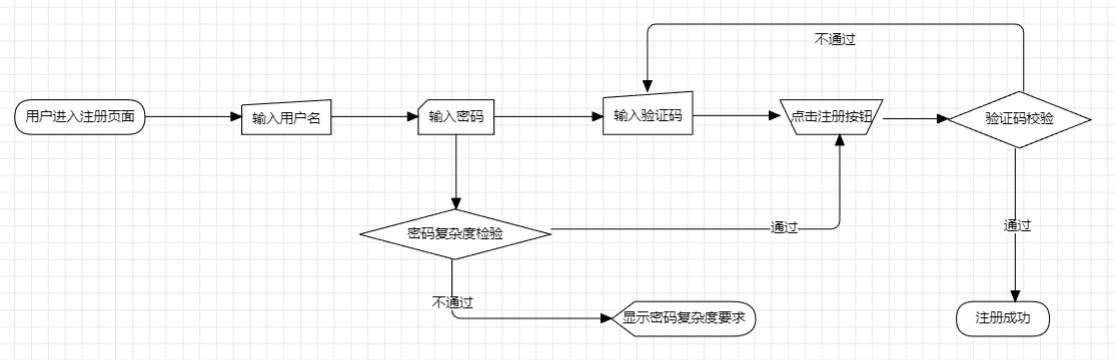 不通过
用户进入注册页面
输入用户名
输入密码
输入验证码
点击注册按钮
验证码校验
密码复杂度检验
通过
通过
不通过
显示密码复杂度要求
注册成功